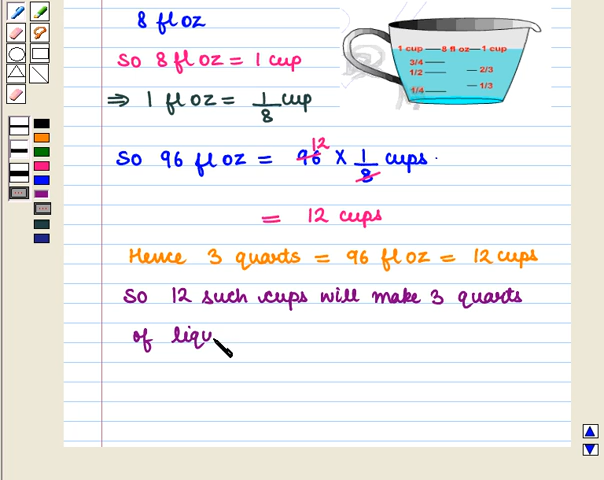 8 fl oz
So 8 fl oz = 1 cup
⇒ 1 fl oz = 1/8 cup
So 96 fl oz = 96 12 × 1/8 cups.
= 12 cups
Hence 3 quarts = 96 fl oz = 12 cups
So 12 such cups will make 3 quarts
of liqu
1 cup 8 fl oz 1 cup
3/4
1/2 2/3
1/4 1/3